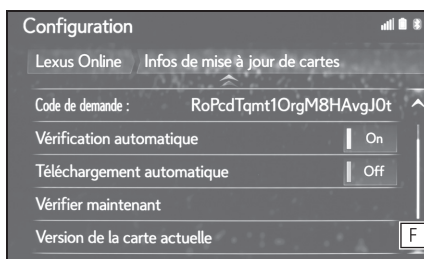 Configuration
Lexus Online Infos de mise à jour de cartes
Code de demande : RoPcdTqmt1OrgM8HAvgJ0t
Vérification automatique On
Téléchargement automatique Off
Vérifier maintenant
Version de la carte actuelle F